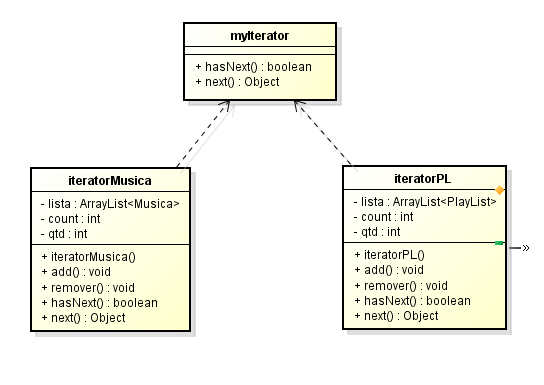 myIterator
+ hasNext() : boolean
+ next() : Object
iteratorMusica
- lista : ArrayList<Musica>
- count : int
- qtd : int
+ iteratorMusica()
+ add() : void
+ remover() : void
+ hasNext() : boolean
+ next() : Object
iteratorPL
- lista : ArrayList<PlayList>
- count : int
- qtd : int
+ iteratorPL()
+ add() : void
+ remover() : void
+ hasNext() : boolean
+ next() : Object